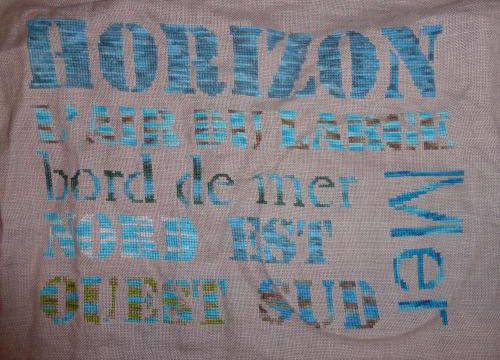 HORIZON
L'AIR DU LARGE
bord de mer
NORD EST
OUEST SUD
Mer